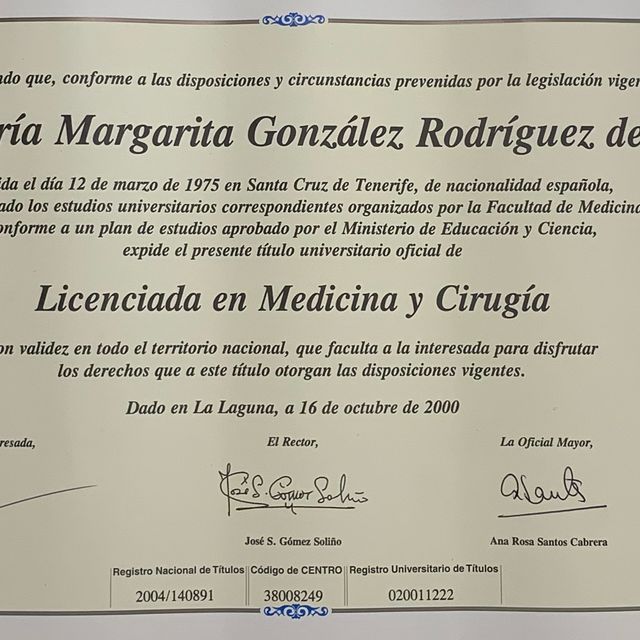 ndo que, conforme a las disposiciones y circunstancias prevenidas por la legislación vigen
ría Margarita González Rodríguez de
ida el día 12 de marzo de 1975 en Santa Cruz de Tenerife, de nacionalidad española,
ado los estudios universitarios correspondientes organizados por la Facultad de Medicina
onforme a un plan de estudios aprobado por el Ministerio de Educación y Ciencia,
expide el presente título universitario oficial de
Licenciada en Medicina y Cirugía
on validez en todo el territorio nacional, que faculta a la interesada para disfrutar
los derechos que a este título otorgan las disposiciones vigentes.
Dado en La Laguna, a 16 de octubre de 2000
resada, El Rector, La Oficial Mayor,
José S. Gómez Soliño
José S. Gómez Soliño Ana Rosa Santos Cabrera
Registro Nacional de Títulos Código de CENTRO Registro Universitario de Títulos
2004/140891 38008249 020011222